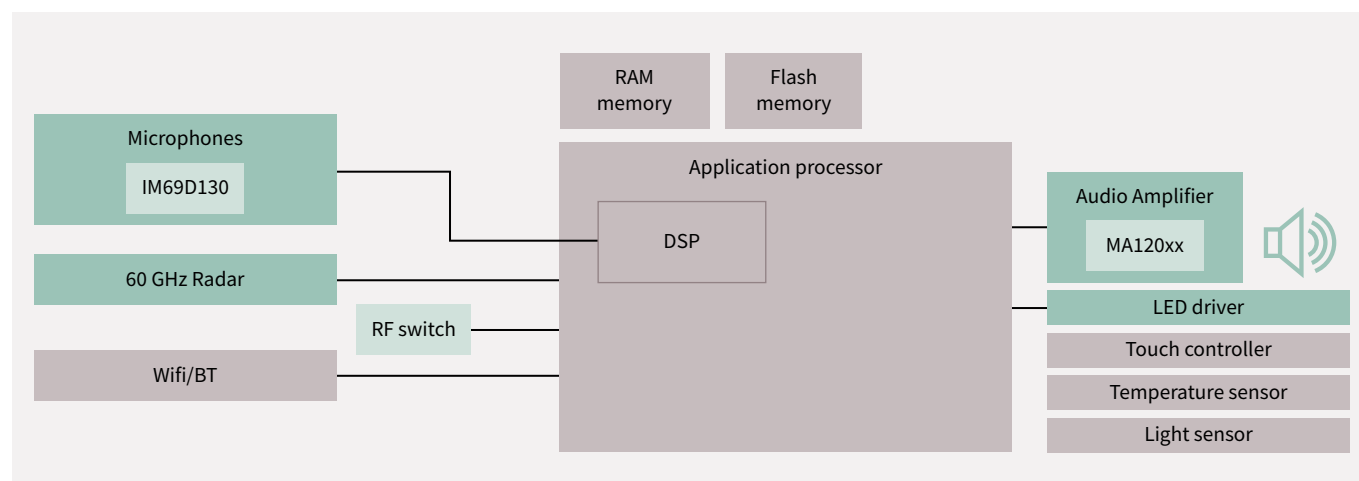 RAM
memory
Flash
memory
Microphones
IM69D130
60 GHz Radar
RF switch
Wifi/BT
Application processor
DSP
Audio Amplifier
MA120xx
LED driver
Touch controller
Temperature sensor
Light sensor